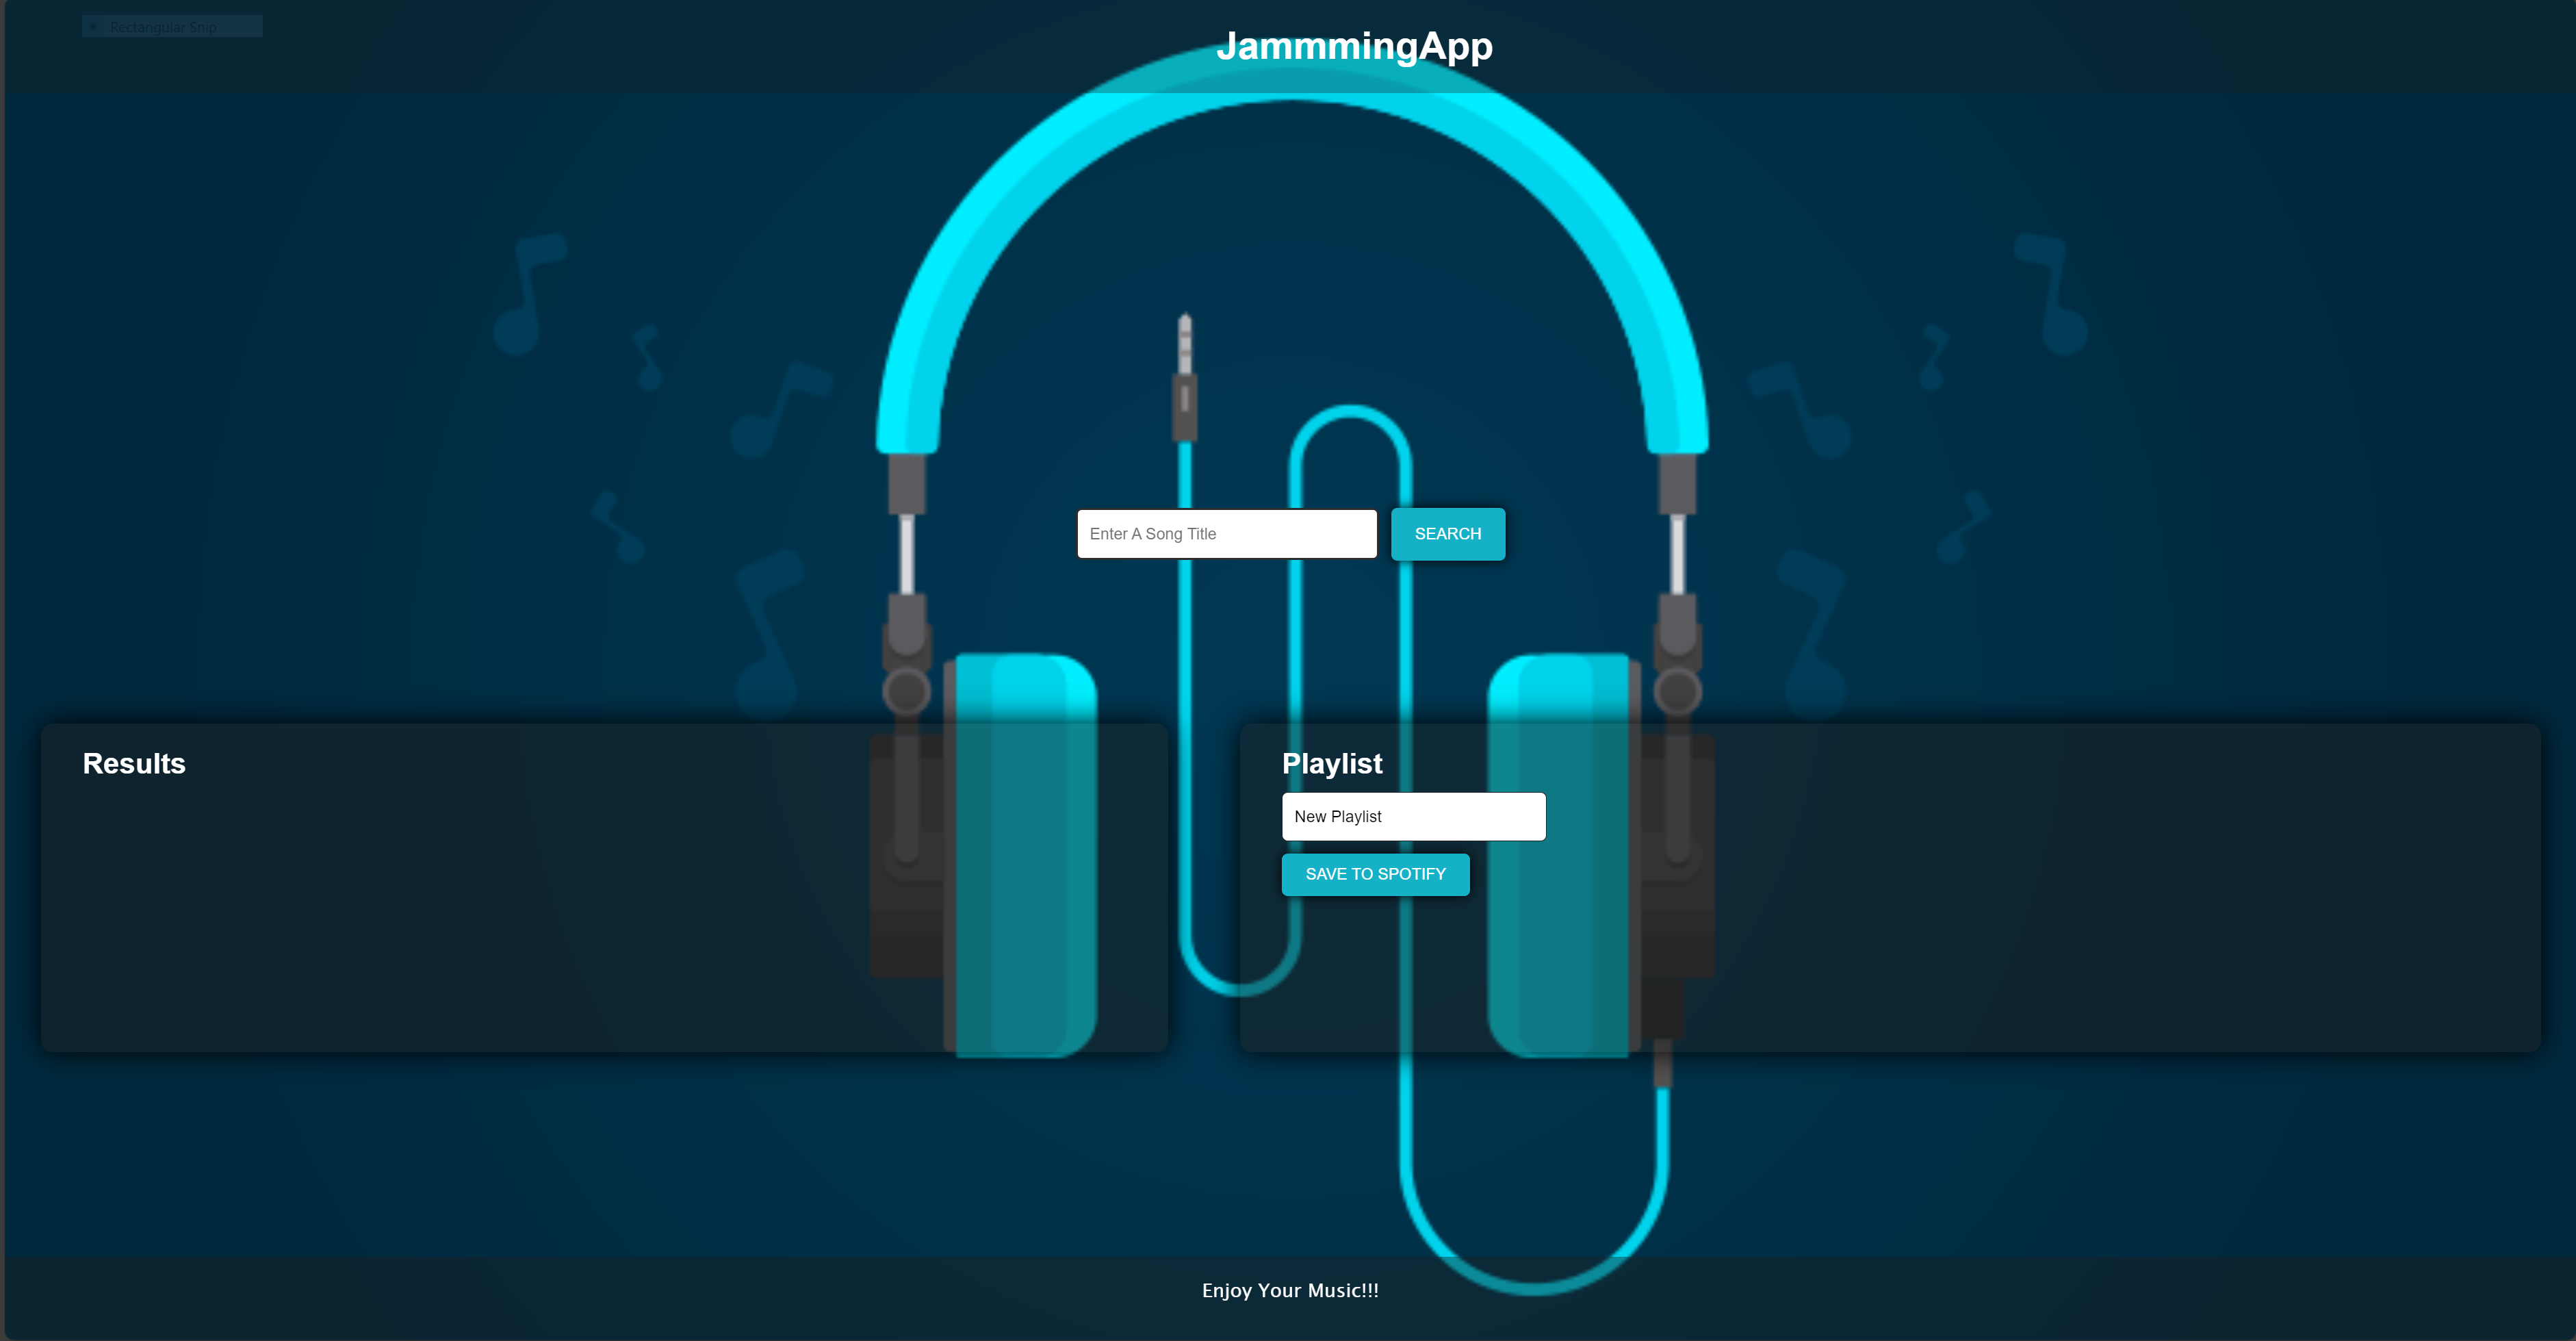 Rectangular Snip
JammmingApp
Enter A Song Title
SEARCH
Results
Playlist
New Playlist
SAVE TO SPOTIFY
Enjoy Your Music!!!